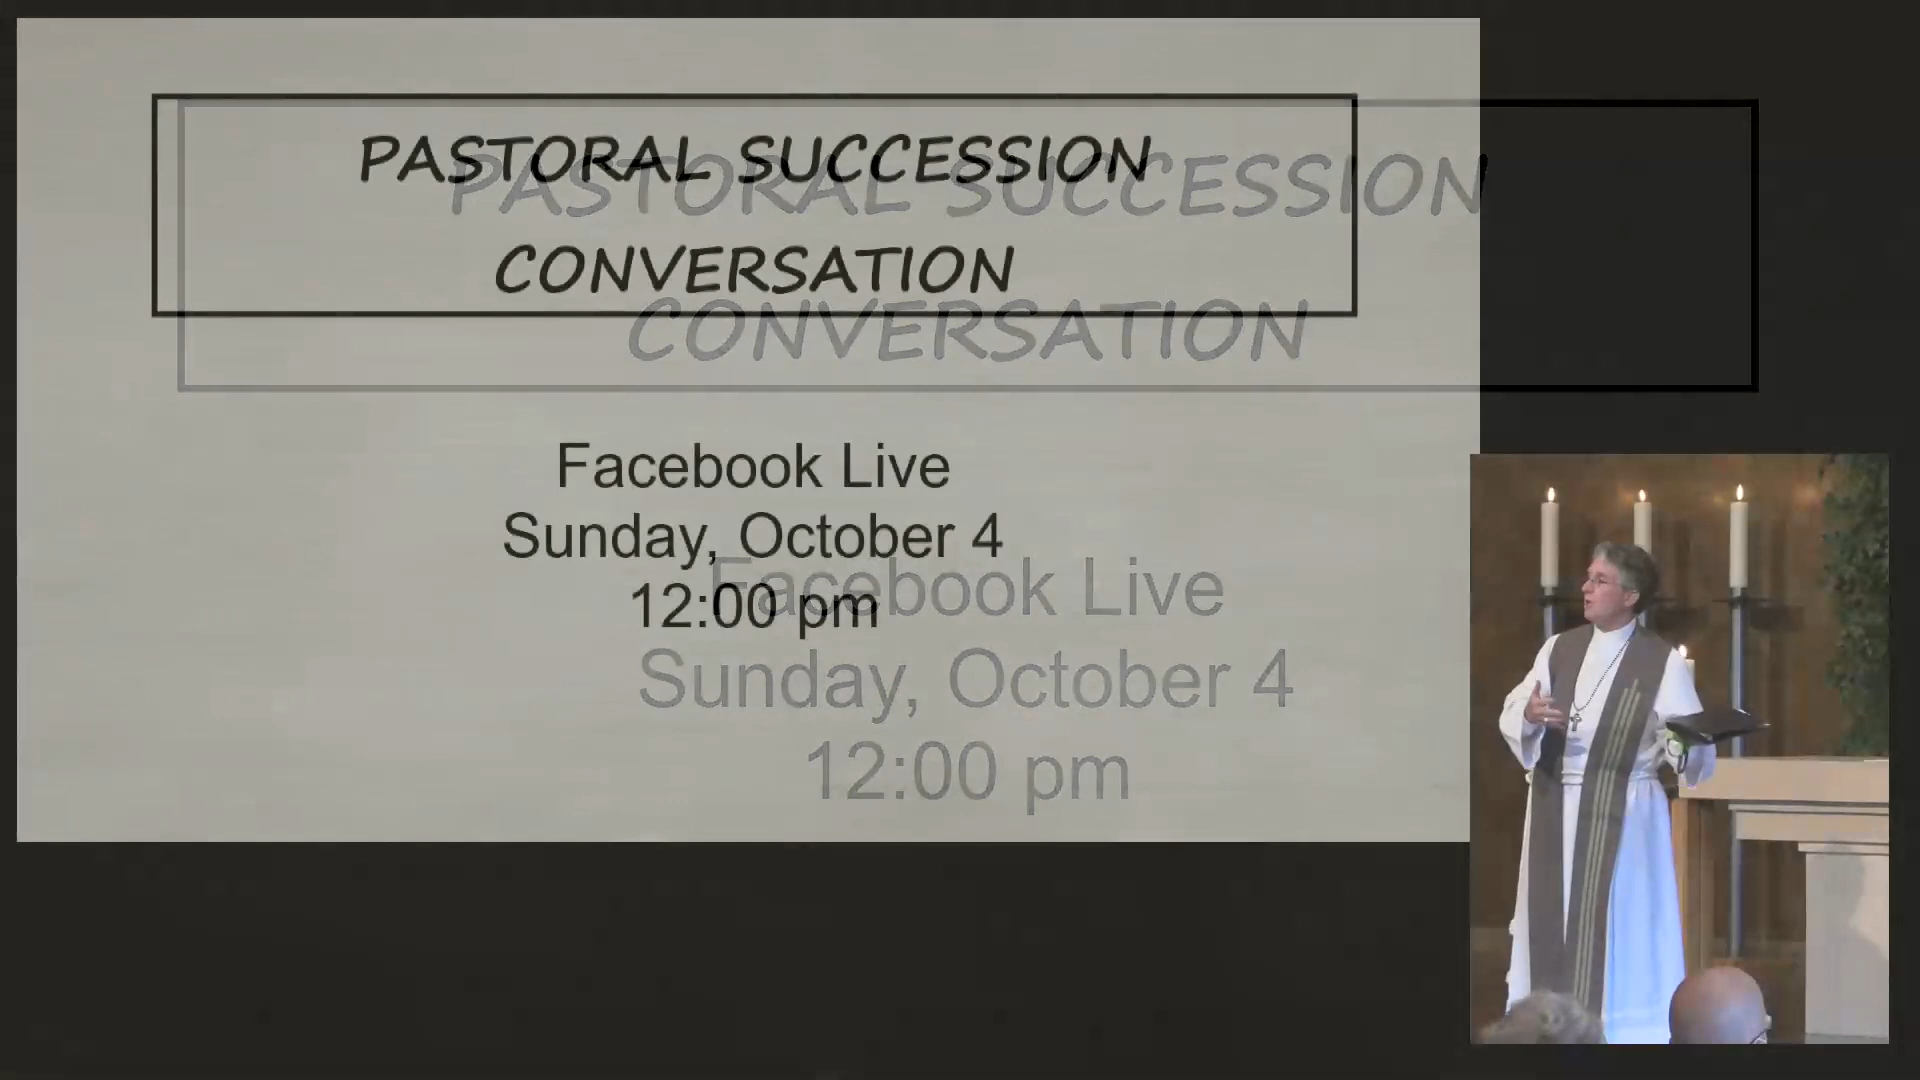 PASTORAL SUCCESSION
CONVERSATION
Facebook Live
Sunday, October 4
12:00 pm
PASTORAL SUCCESSION
CONVERSATION
Facebook Live
Sunday, October 4
12:00 pm